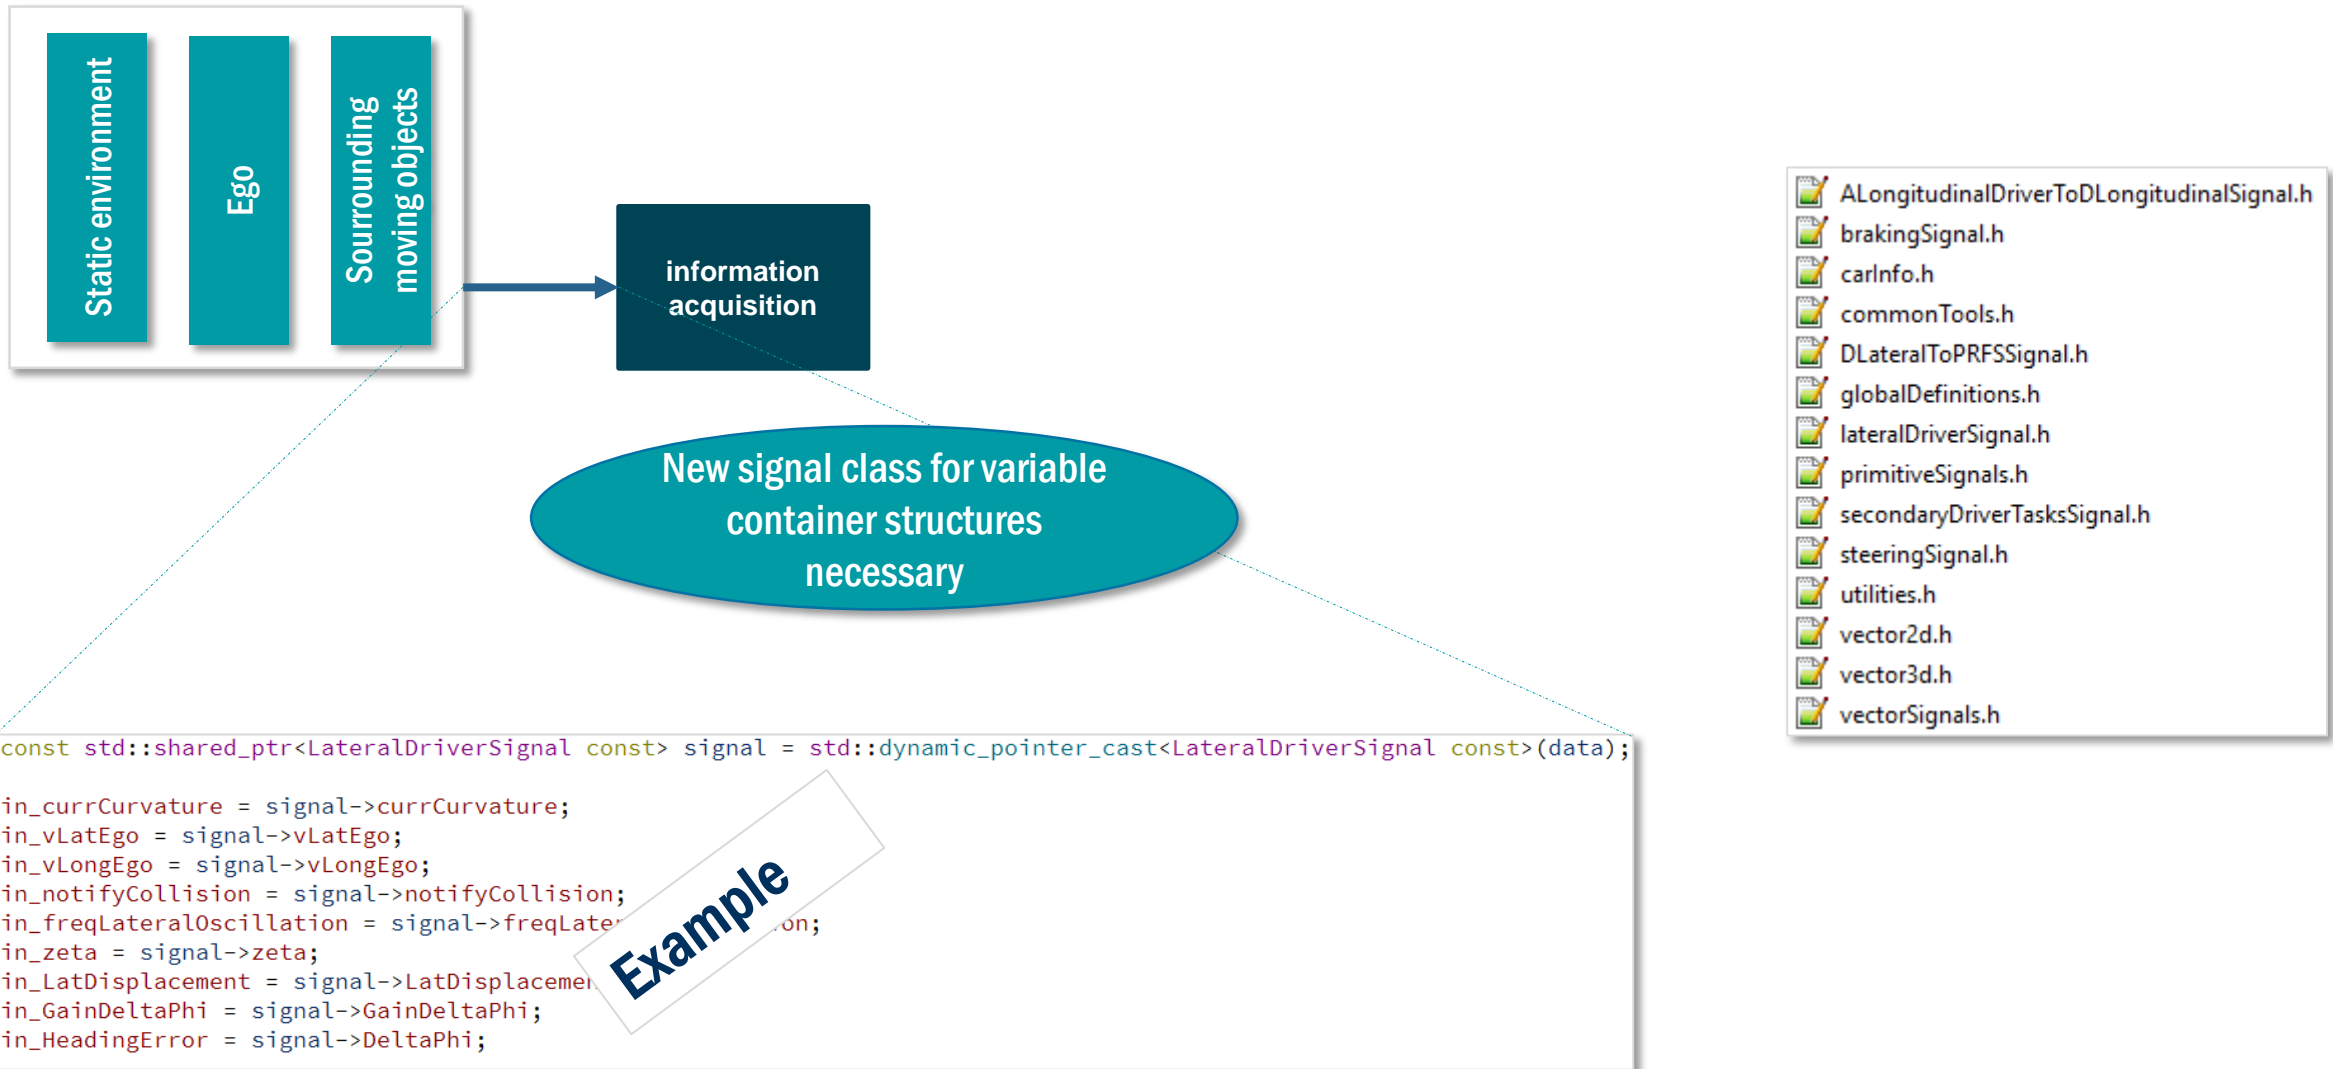 Static environment
Ego
Sourrounding
moving objects
information
acquisition
New signal class for variable
container structures
necessary
const std::shared_ptr<LateralDriverSignal const> signal = std::dynamic_pointer_cast<LateralDriverSignal const>(data);
in_currCurvature = signal->currCurvature;
in_vLatEgo = signal->vLatEgo;
in_vLongEgo = signal->vLongEgo;
in_notifyCollision = signal->notifyCollision;
in_freqLateralOscillation = signal->freqLate on;
in_zeta = signal->zeta;
in_LatDisplacement = signal->LatDisplacemen
in_GainDeltaPhi = signal->GainDeltaPhi;
in_HeadingError = signal->DeltaPhi;
Example
ALongitudinalDriverToDLongitudinalSignal.h
brakingSignal.h
carInfo.h
commonTools.h
DLateralToPRFSSignal.h
globalDefinitions.h
lateralDriverSignal.h
primitiveSignals.h
secondaryDriverTasksSignal.h
steeringSignal.h
utilities.h
vector2d.h
vector3d.h
vectorSignals.h